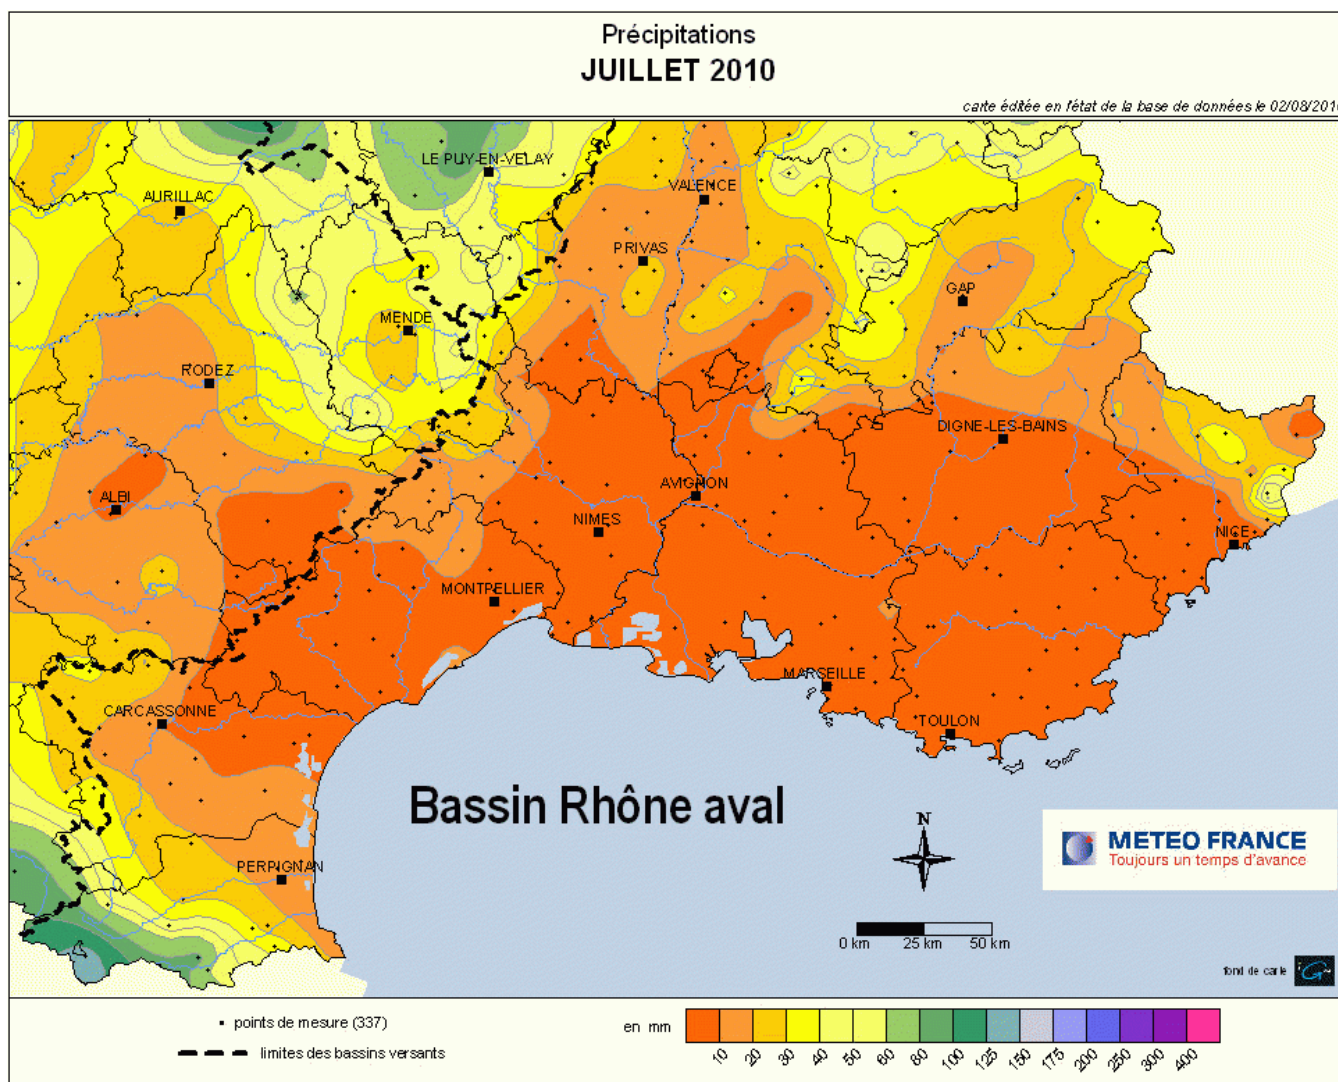 Précipitations
JUILLET 2010
carte éditée en l'état de la base de données le 02/08/2010
LE PUY-EN-VELAY
AURILLAC
VALENCE
PRIVAS
GAP
MENDE
RODEZ
DIGNE-LES-BAINS
ALBI
AVIGNON
NIMES
NICE
MONTPELLIER
MARSEILLE
CARCASSONNE
TOULON
Bassin Rhône aval
N
METEO FRANCE
Toujours un temps d'avance
PERPIGNAN
0 km 25 km 50 km
fond de carte
points de mesure (337)
limites des bassins versants
en mm
10 20 30 40 50 60 80 100 125 150 175 200 250 300 400